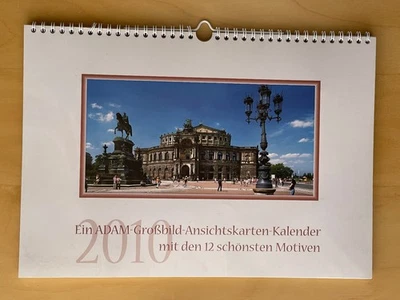 2010
Ein ADAM-Großbild-Ansichtskarten-Kalender
mit den 12 schönsten Motiven